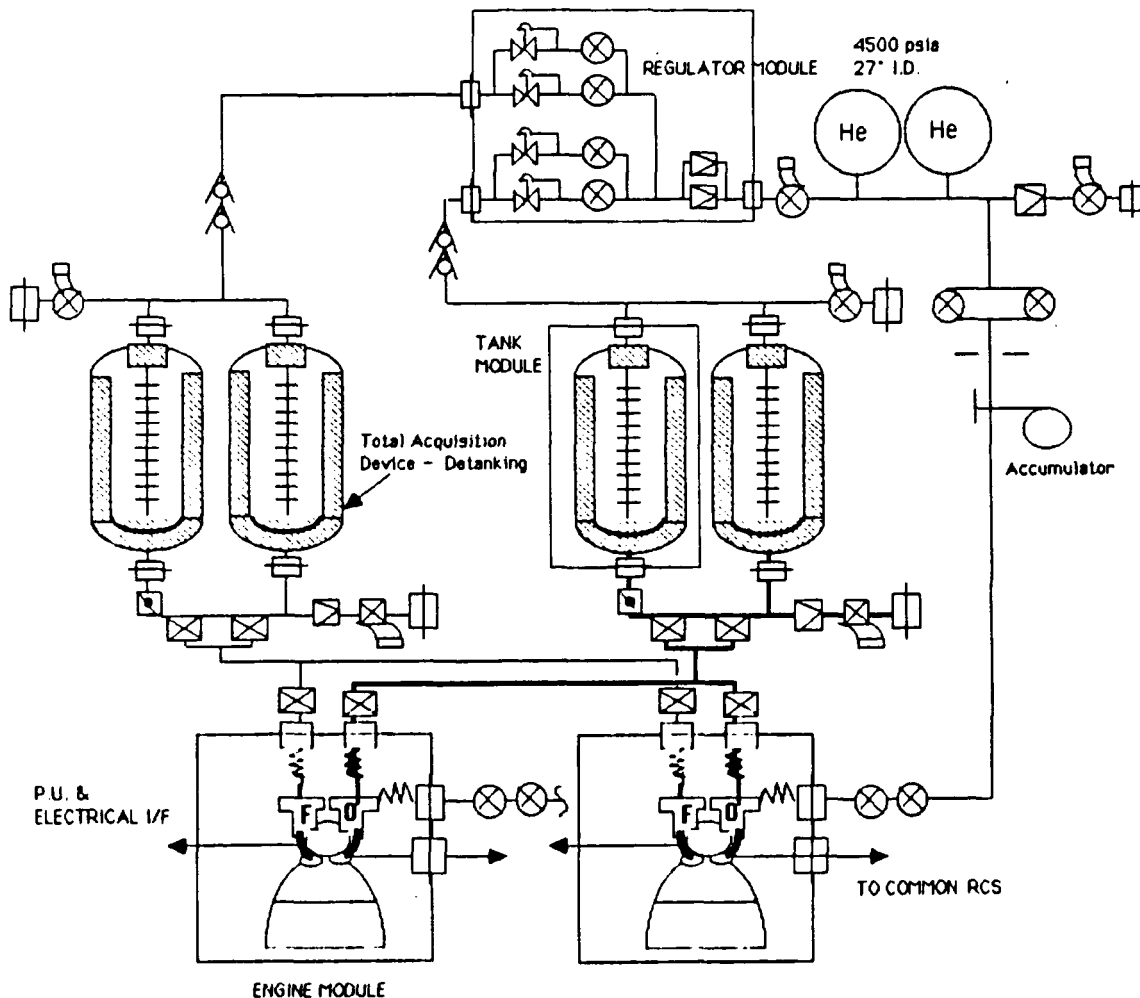 4500 psia
REGULATOR MODULE
27" I.D.
He
He
TANK
MODULE
Total Acquisition
Device - Detanking
Accumulator
P.U. &
ELECTRICAL I/F
F
O
F
O
TO COMMON RCS
ENGINE MODULE